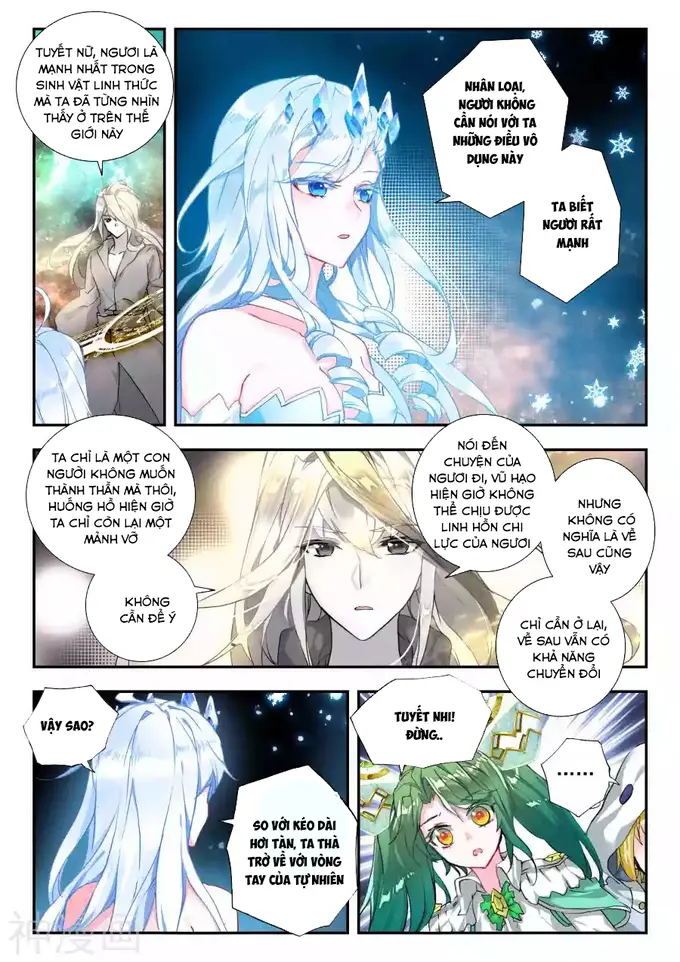 TUYẾT NỮ, NGƯƠI LÀ
MẠNH NHẤT TRONG
SINH VẬT LINH THỨC
MÀ TA ĐÃ TỪNG NHÌN
THẤY Ở TRÊN THẾ
GIỚI NÀY
NHÂN LOẠI,
NGƯƠI KHÔNG
CẦN NÓI VỚI TA
NHỮNG ĐIỀU VÔ
DỤNG NÀY
TA BIẾT
NGƯƠI RẤT
MẠNH
TA CHỈ LÀ MỘT CON
NGƯỜI KHÔNG MUỐN
THÀNH THẦN MÀ THÔI,
HUỐNG HỒ HIỆN GIỜ
TA CHỈ CÒN LẠI MỘT
MẢNH VỠ
KHÔNG
CẦN ĐỂ Ý
NÓI ĐẾN
CHUYỆN CỦA
NGƯƠI ĐI, VŨ HẠO
HIỆN GIỜ KHÔNG
THỂ CHỊU ĐƯỢC
LINH HỒN CHI
LỰC CỦA NGƯƠI
NHƯNG
KHÔNG CÓ
NGHĨA LÀ VỀ
SAU CŨNG
VẬY
CHỈ CẦN Ở LẠI,
VỀ SAU VẪN CÓ
KHẢ NĂNG
CHUYỂN ĐỔI
VẬY SAO?
SO VỚI KÉO DÀI
HƠI TÀN, TA THÀ
TRỞ VỀ VỚI VÒNG
TAY CỦA TỰ NHIÊN
TUYẾT NHI!
ĐỪNG..
......
神漫画